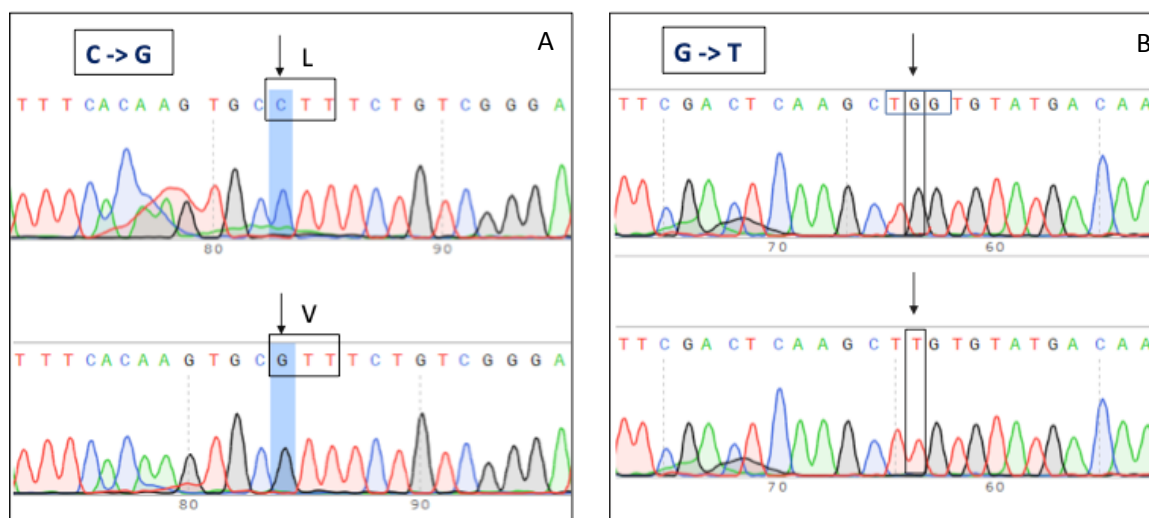 C -> G
A
L
T T T C A C A A G T G C C T T T C T G T C G G G A
80 90
V
T T T C A C A A G T G C G T T T C T G T C G G G A
80 90
G -> T
B
T T C G A C T C A A G C T G G T G T A T G A C A A
70 60
T T C G A C T C A A G C T T G T G T A T G A C A A
70 60